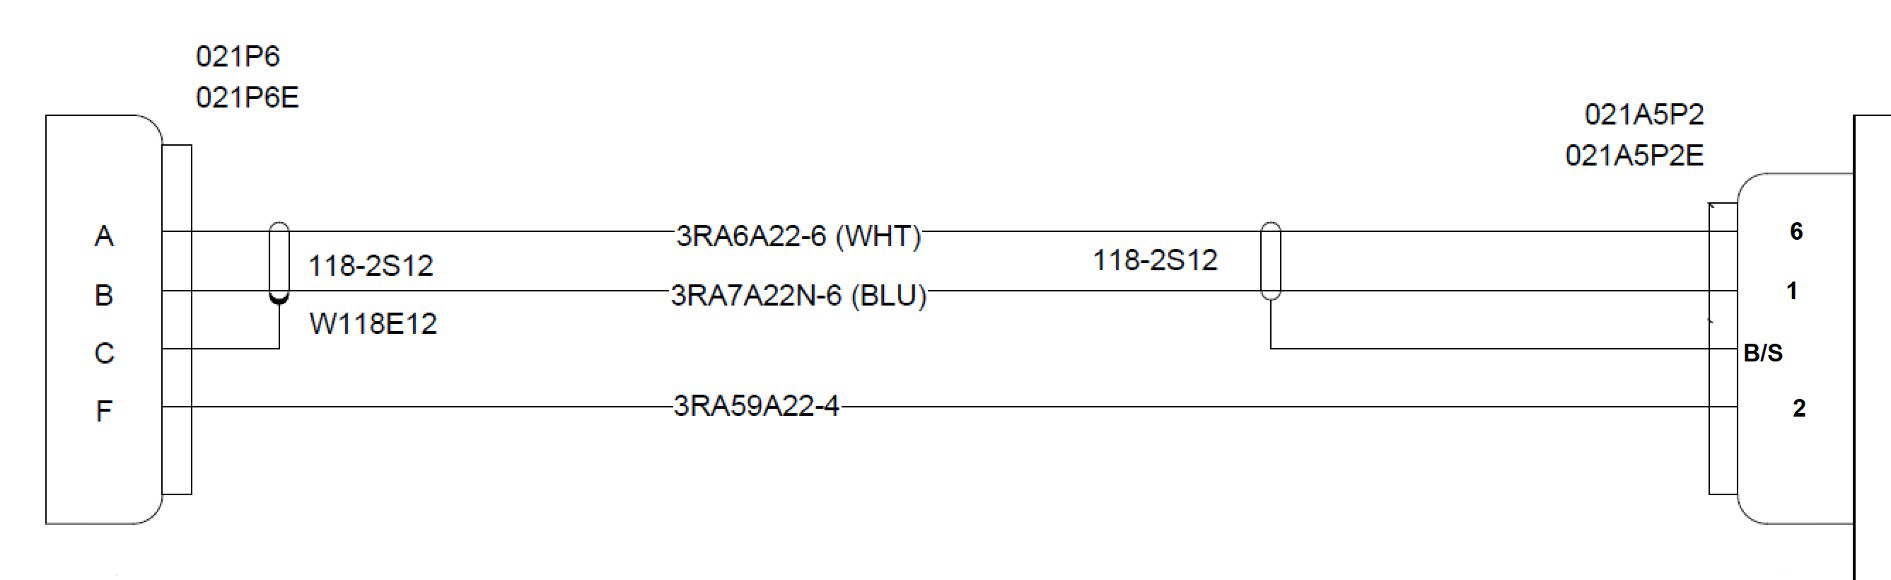 021P6
021P6E
021A5P2
021A5P2E
A
3RA6A22-6 (WHT)
6
118-2S12
118-2S12
B
3RA7A22N-6 (BLU)
1
W118E12
C
B/S
F
3RA59A22-4
2